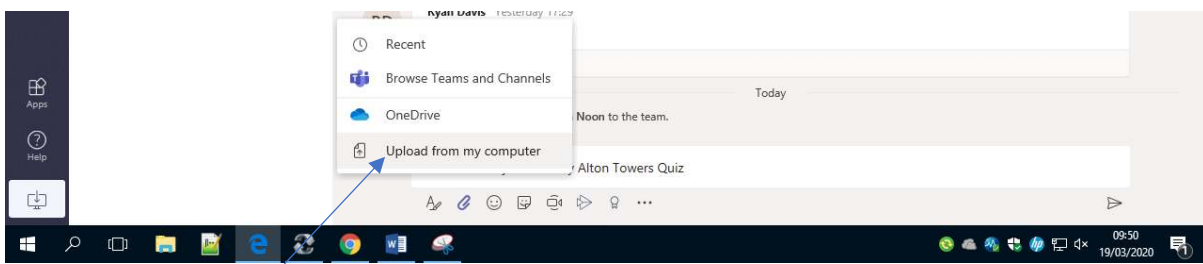 Ryan Davis Yesterday 17:29
Recent
Browse Teams and Channels
Today
OneDrive
Noon to the team.
Upload from my computer
Alton Towers Quiz
Apps
Help
09:50
19/03/2020